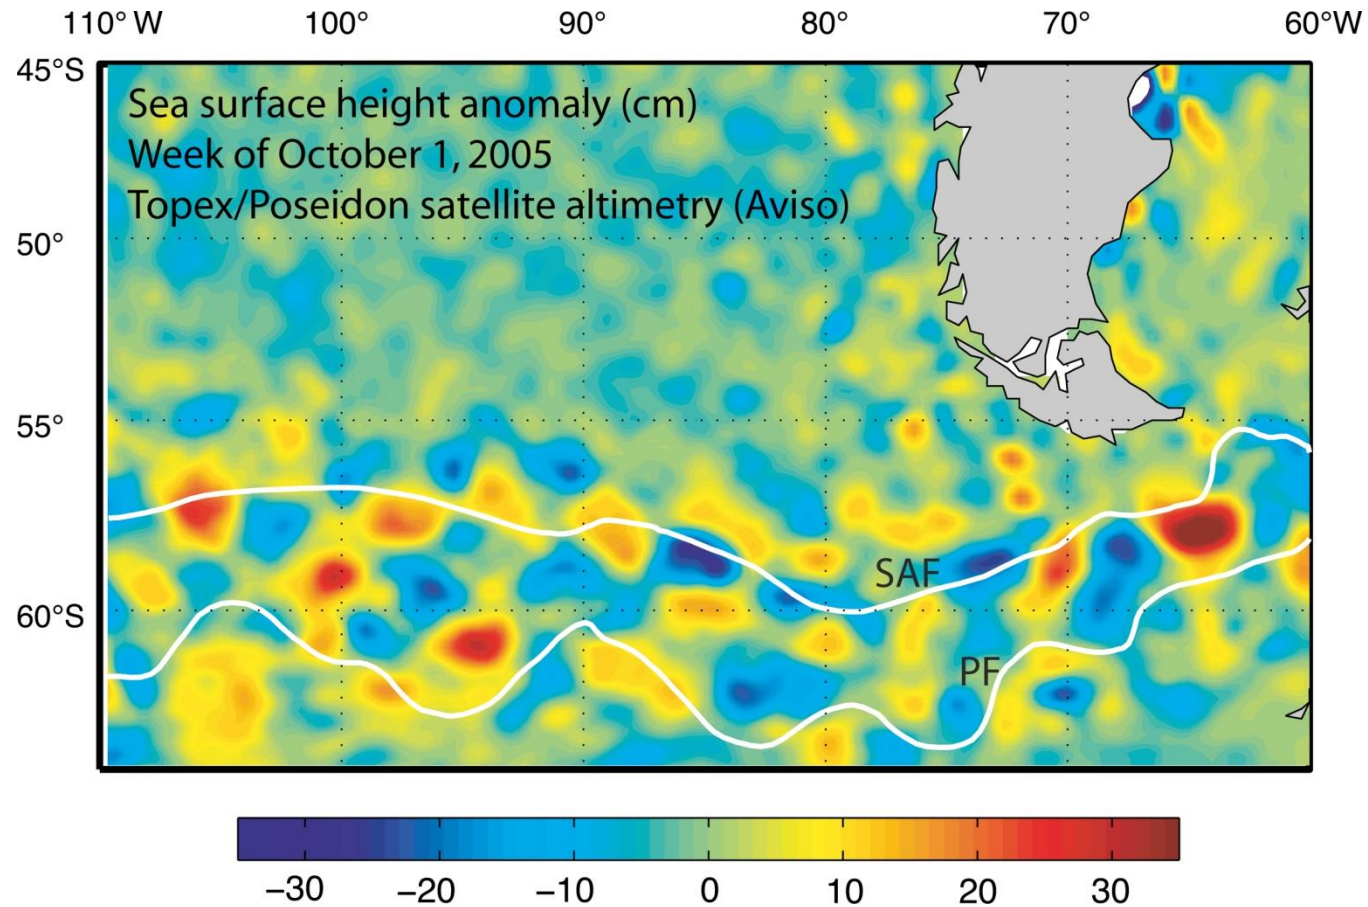 110° W 100° 90° 80° 70° 60°W
45°S
Sea surface height anomaly (cm)
Week of October 1, 2005
Topex/Poseidon satellite altimetry (Aviso)
50°
55°
SAF
60°S
PF
−30 −20 −10 0 10 20 30